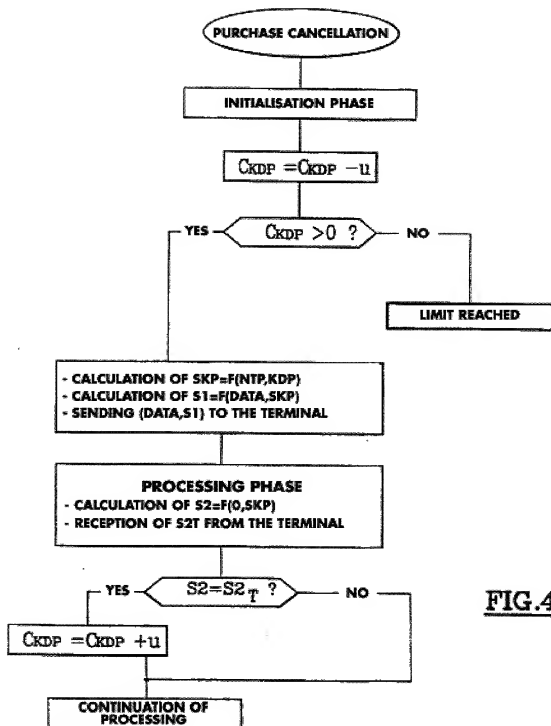 PURCHASE CANCELLATION
INITIALISATION PHASE
CKDP =CKDP -u
YES
CKDP >0 ?
NO
LIMIT REACHED
- CALCULATION OF SKP=F(NTP,KDP)
- CALCULATION OF S1=F(DATA,SKP)
- SENDING {DATA,S1} TO THE TERMINAL
PROCESSING PHASE
- CALCULATION OF S2=F(0,SKP)
- RECEPTION OF S2T FROM THE TERMINAL
YES
S2=S2T ?
NO
CKDP =CKDP +u
FIG.4
CONTINUATION OF
PROCESSING